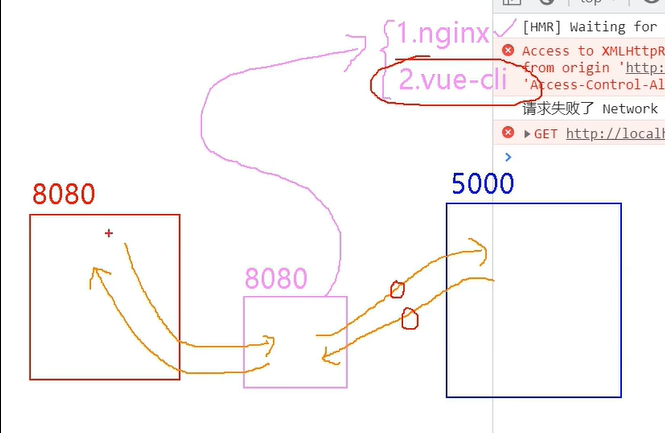 1.nginx
2.vue-cli
[HMR] Waiting for
Access to XMLHttpR
from origin 'http:
'Access-Control-Al
请求失败了 Network
GET http://localh
8080
8080
5000